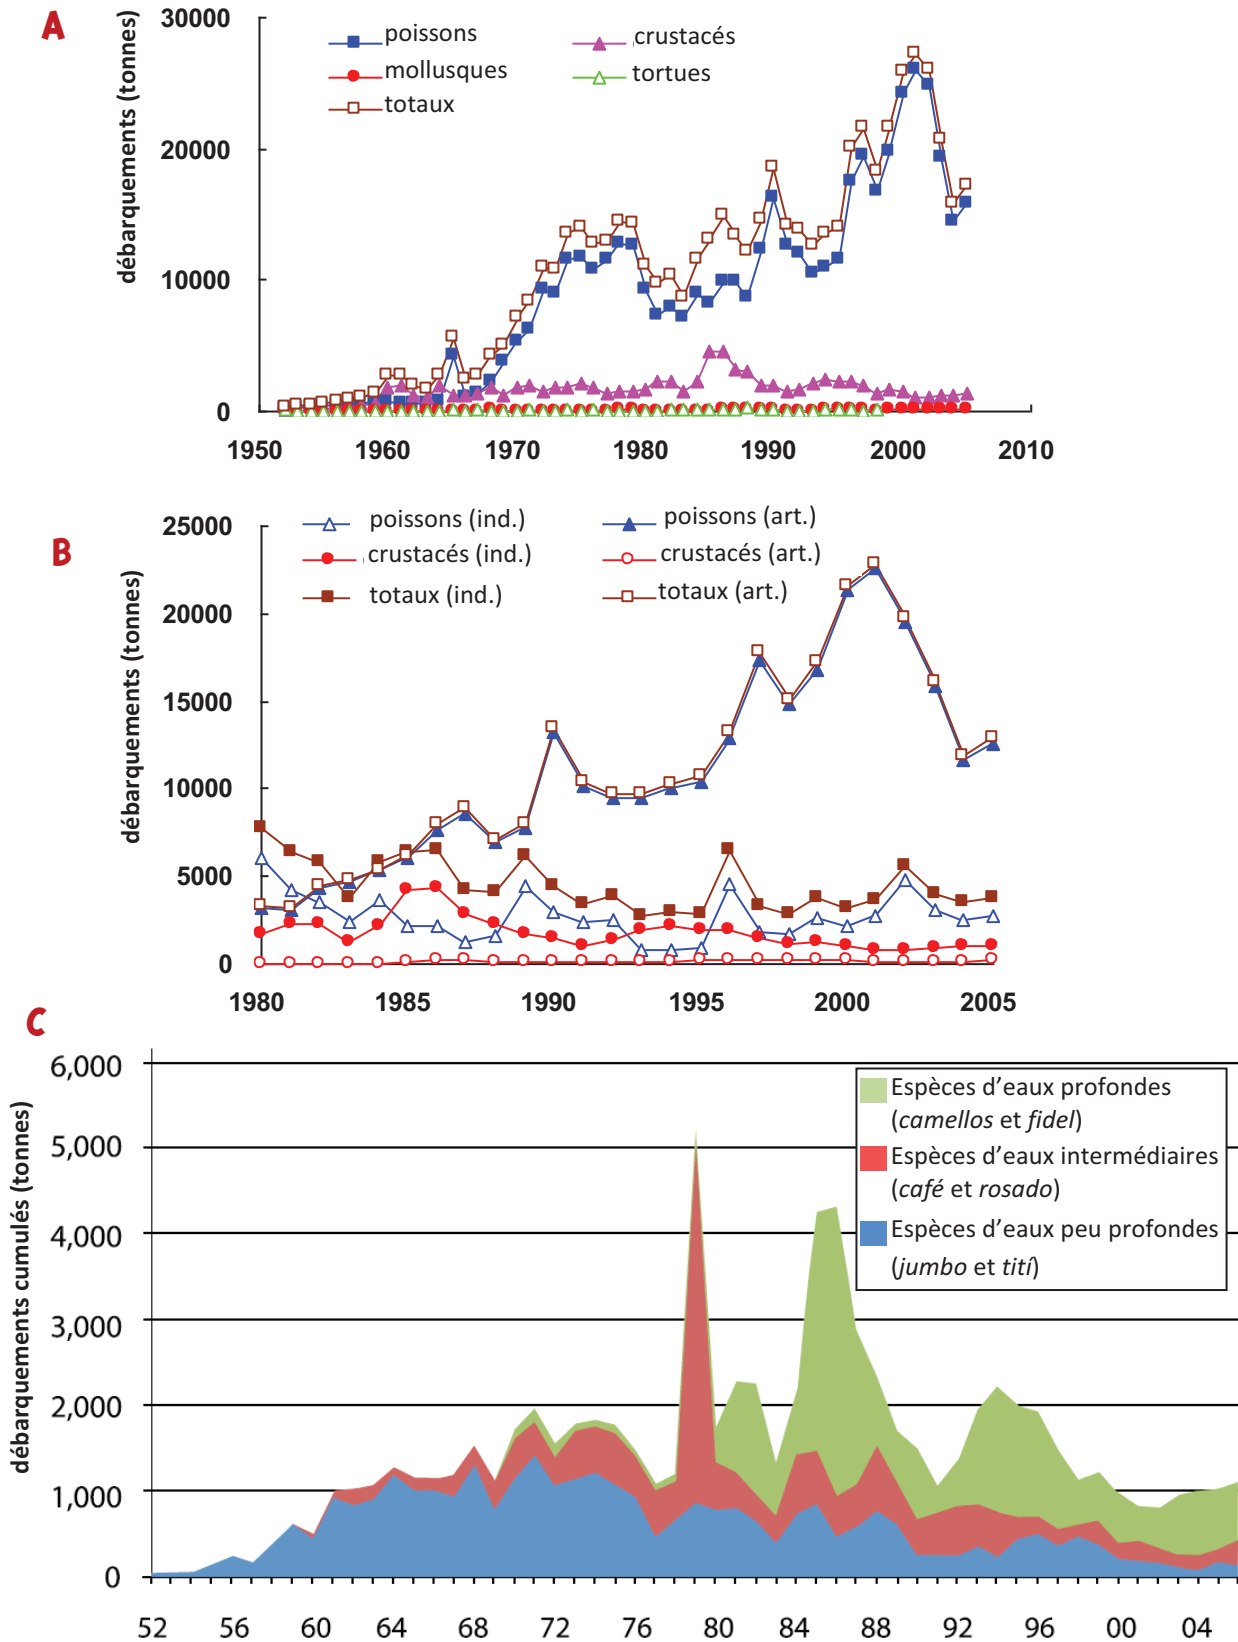 A
débarquements (tonnes)
30000
20000
10000
0
poissons
crustacés
mollusques
tortues
totaux
1950 1960 1970 1980 1990 2000 2010
B
débarquements (tonnes)
25000
20000
15000
10000
5000
0
poissons (ind.)
poissons (art.)
crustacés (ind.)
crustacés (art.)
totaux (ind.)
totaux (art.)
1980 1985 1990 1995 2000 2005
C
débarquements cumulés (tonnes)
6,000
5,000
4,000
3,000
2,000
1,000
0
Espèces d'eaux profondes
(camellos et fidel)
Espèces d'eaux intermédiaires
(café et rosado)
Espèces d'eaux peu profondes
(jumbo et tití)
52 56 60 64 68 72 76 80 84 88 92 96 00 04